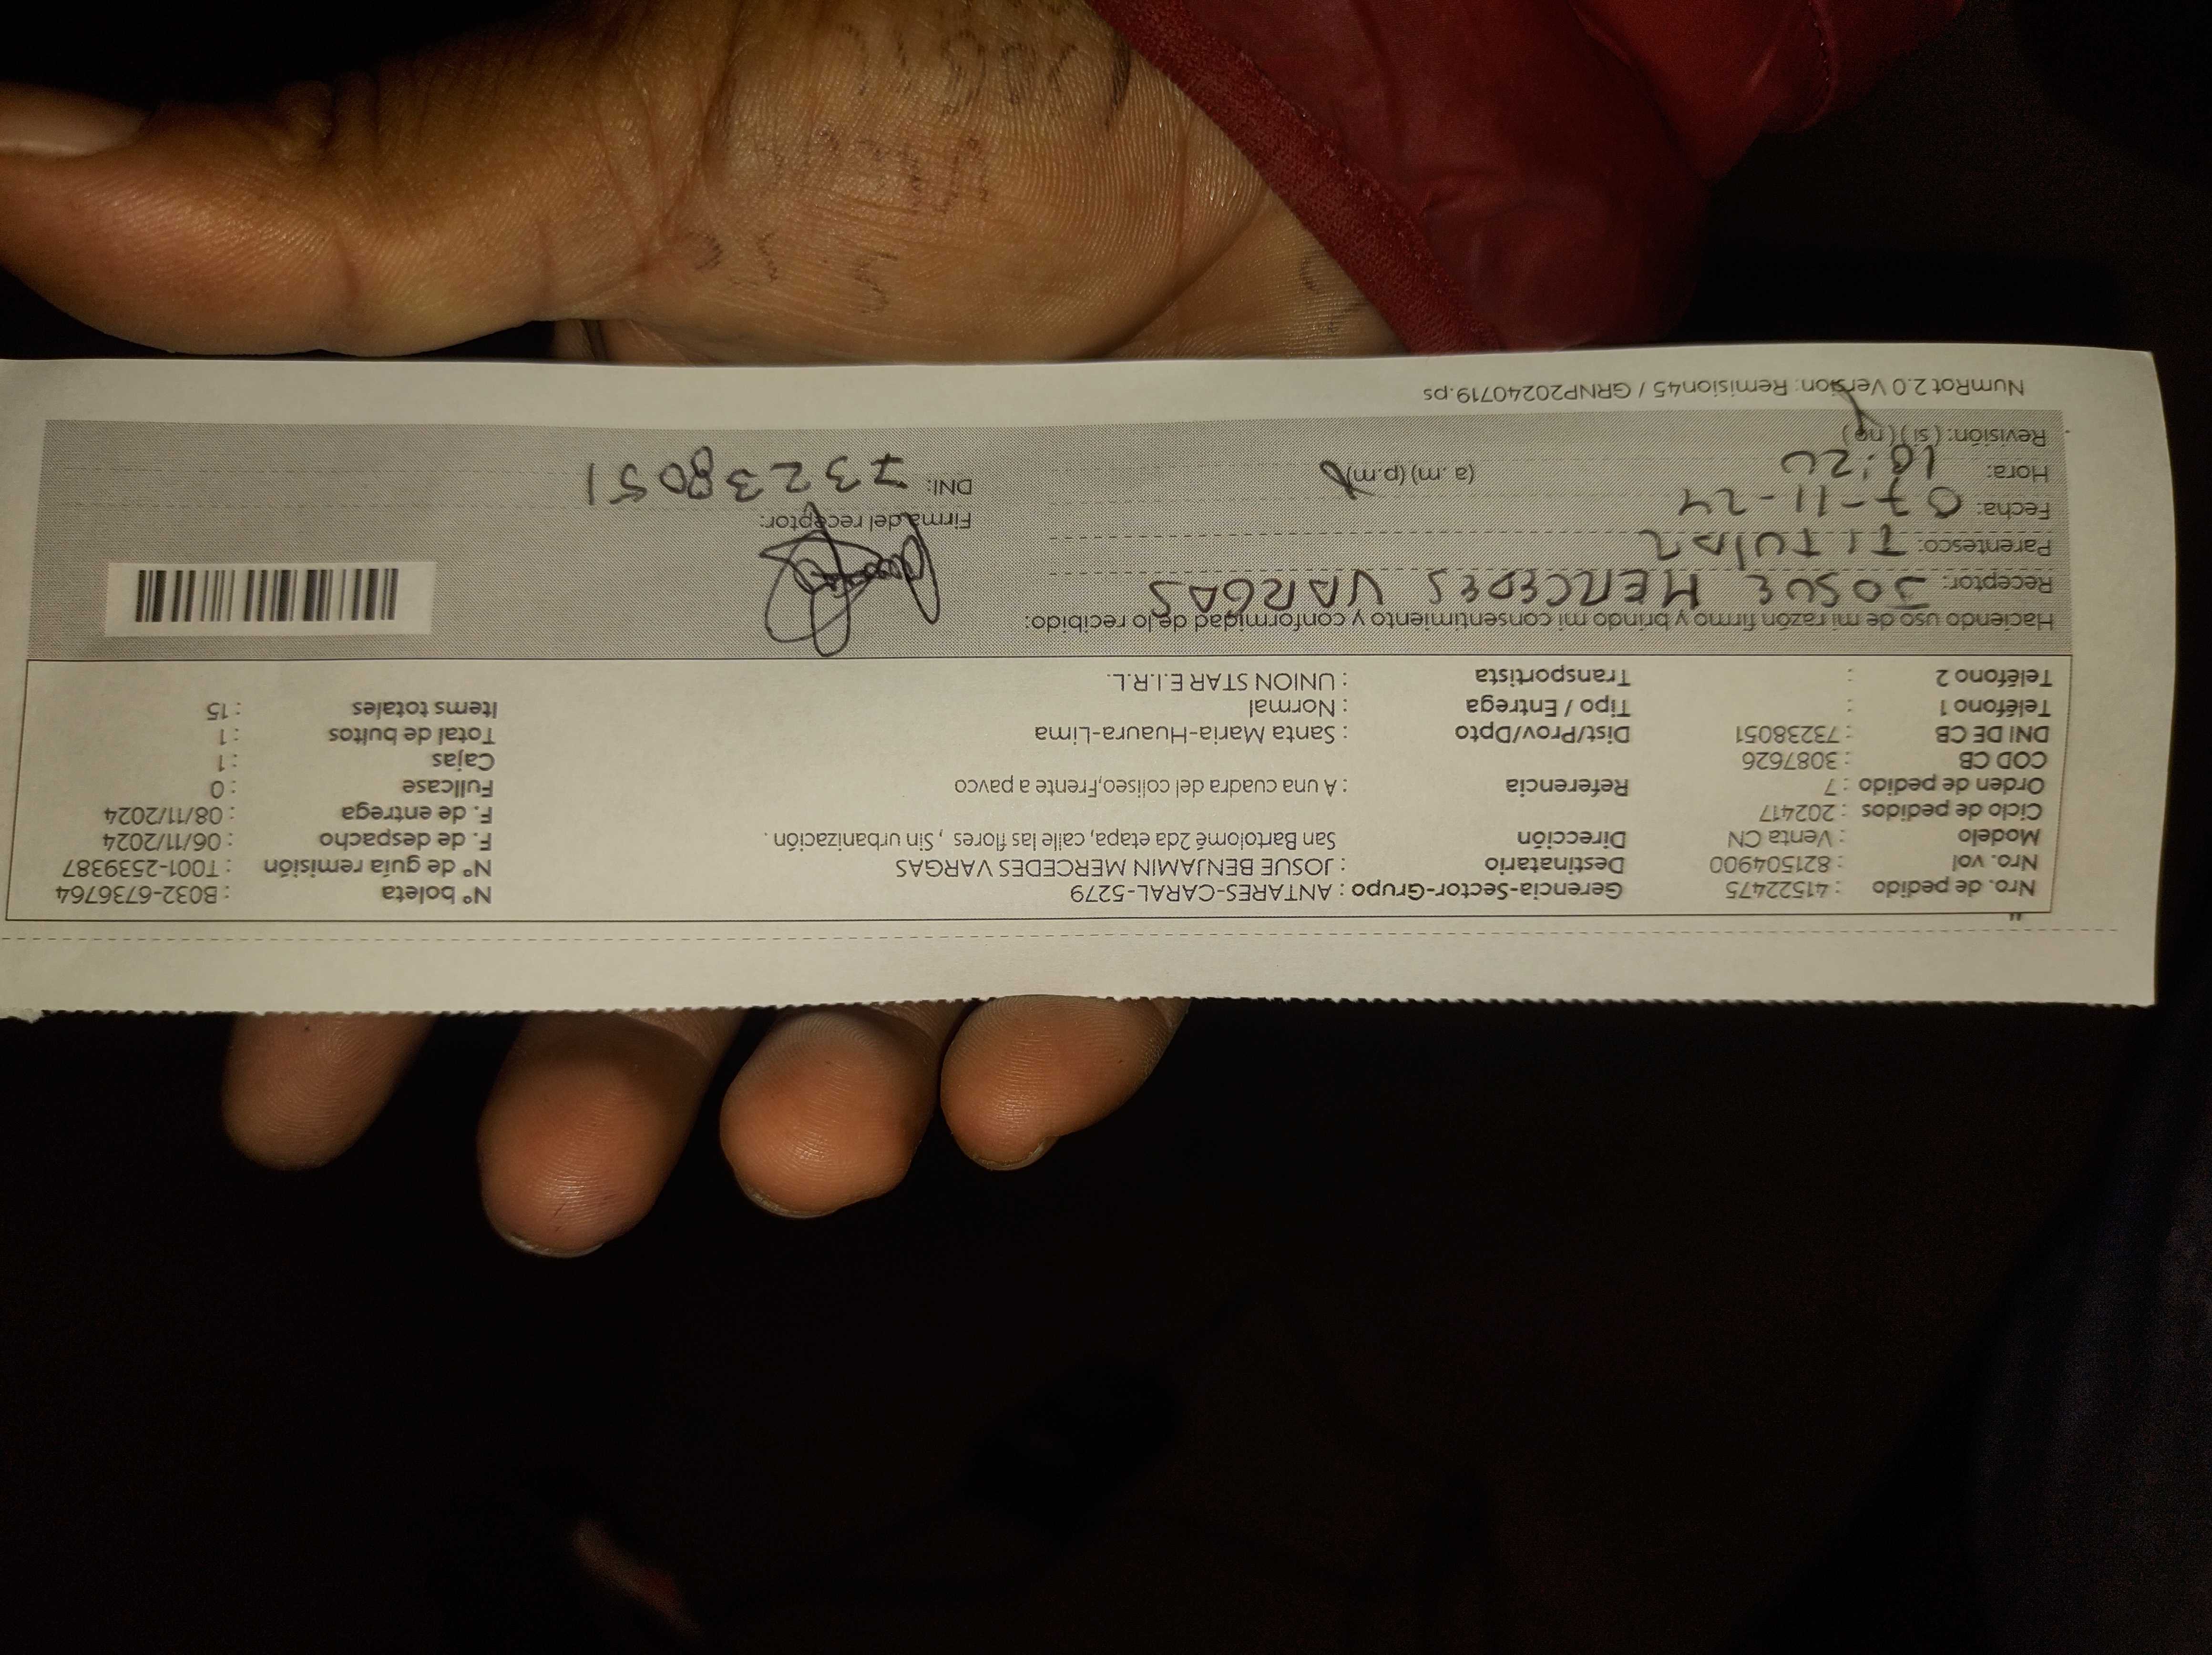 Nro. de pedido : 41522475 Gerencia-Sector-Grupo : ANTARES-CARAL-5279 N° boleta : B032-6736764
Nro. vol : 821504900 Destinatario : JOSUE BENJAMIN MERCEDES VARGAS N° de guía remisión : T001-2539387
Modelo : Venta CN Dirección San Bartolomé 2da etapa, calle las flores , Sin urbanización. F. de despacho : 06/11/2024
Ciclo de pedidos : 202417 F. de entrega : 08/11/2024
Orden de pedido : 7 Referencia : A una cuadra del coliseo,Frente a pavco Fullcase : 0
COD CB : 3087626 Cajas : 1
DNI DE CB : 73238051 Dist/Prov/Dpto : Santa Maria-Huaura-Lima Total de bultos : 1
Teléfono 1 : Tipo / Entrega : Normal Items totales : 15
Teléfono 2 : Transportista : UNION STAR E.I.R.L.
Haciendo uso de mi razón firmo y brindo mi consentimiento y conformidad de lo recibido:
Receptor: JOSUE MERCEDES VARGAS
Parentesco: TITULAR
Fecha: 07-11-24 Firma del receptor:
Hora: (a. m) (p.m) DNI: 73238051
Revisión: (si) (no)
NumRot 2.0 Version: Remision45 / GRNP20240719.ps